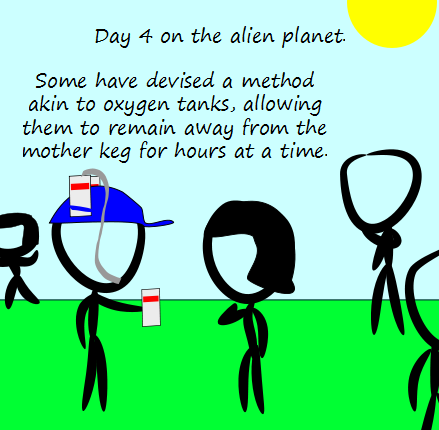 Day 4 on the alien planet.
Some have devised a method
akin to oxygen tanks, allowing
them to remain away from the
mother keg for hours at a time.